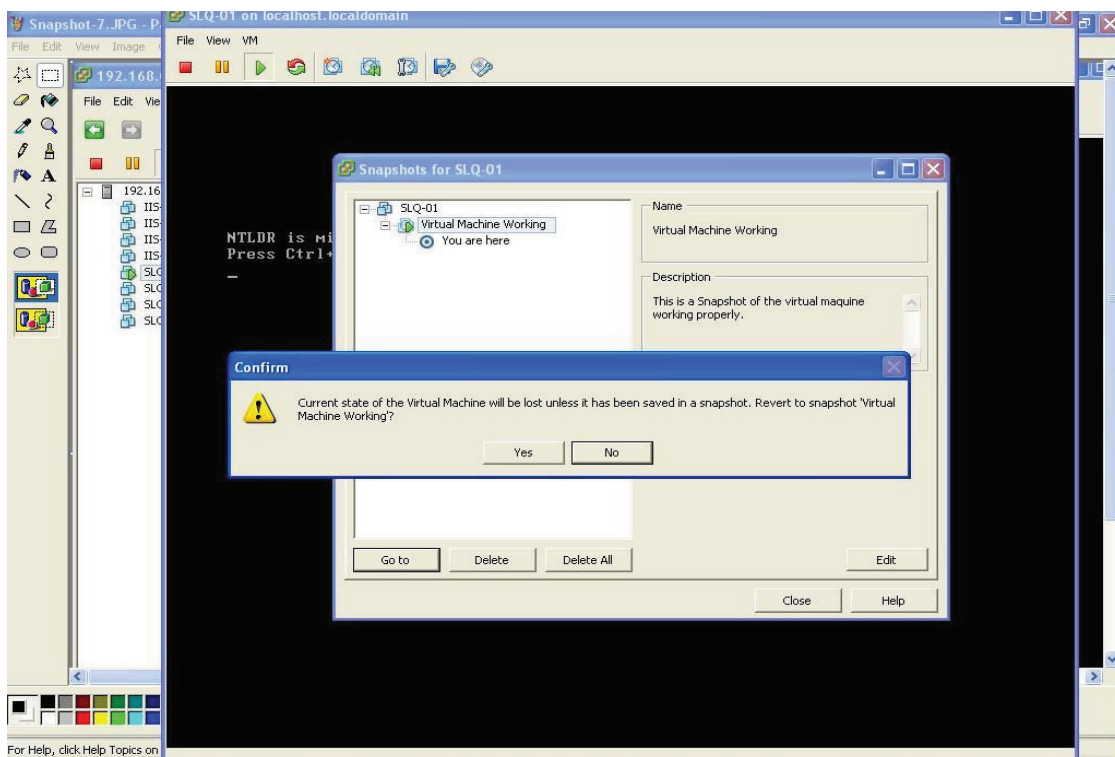 Snapshot-7.JPG - P
File Edit View Image
SLQ-01 on localhost.localdomain
File View VM
192.168.
File Edit Vie
192.16
IIS-
IIS-
IIS-
IIS-
SLQ
SLQ
SLQ
SLQ
NTLDR is mi
Press Ctrl+
Snapshots for SLQ-01
SLQ-01
Virtual Machine Working
You are here
Name
Virtual Machine Working
Description
This is a Snapshot of the virtual maquine
working properly.
Confirm
Current state of the Virtual Machine will be lost unless it has been saved in a snapshot. Revert to snapshot 'Virtual
Machine Working'?
Yes No
Go to Delete Delete All Edit
Close Help
For Help, click Help Topics on